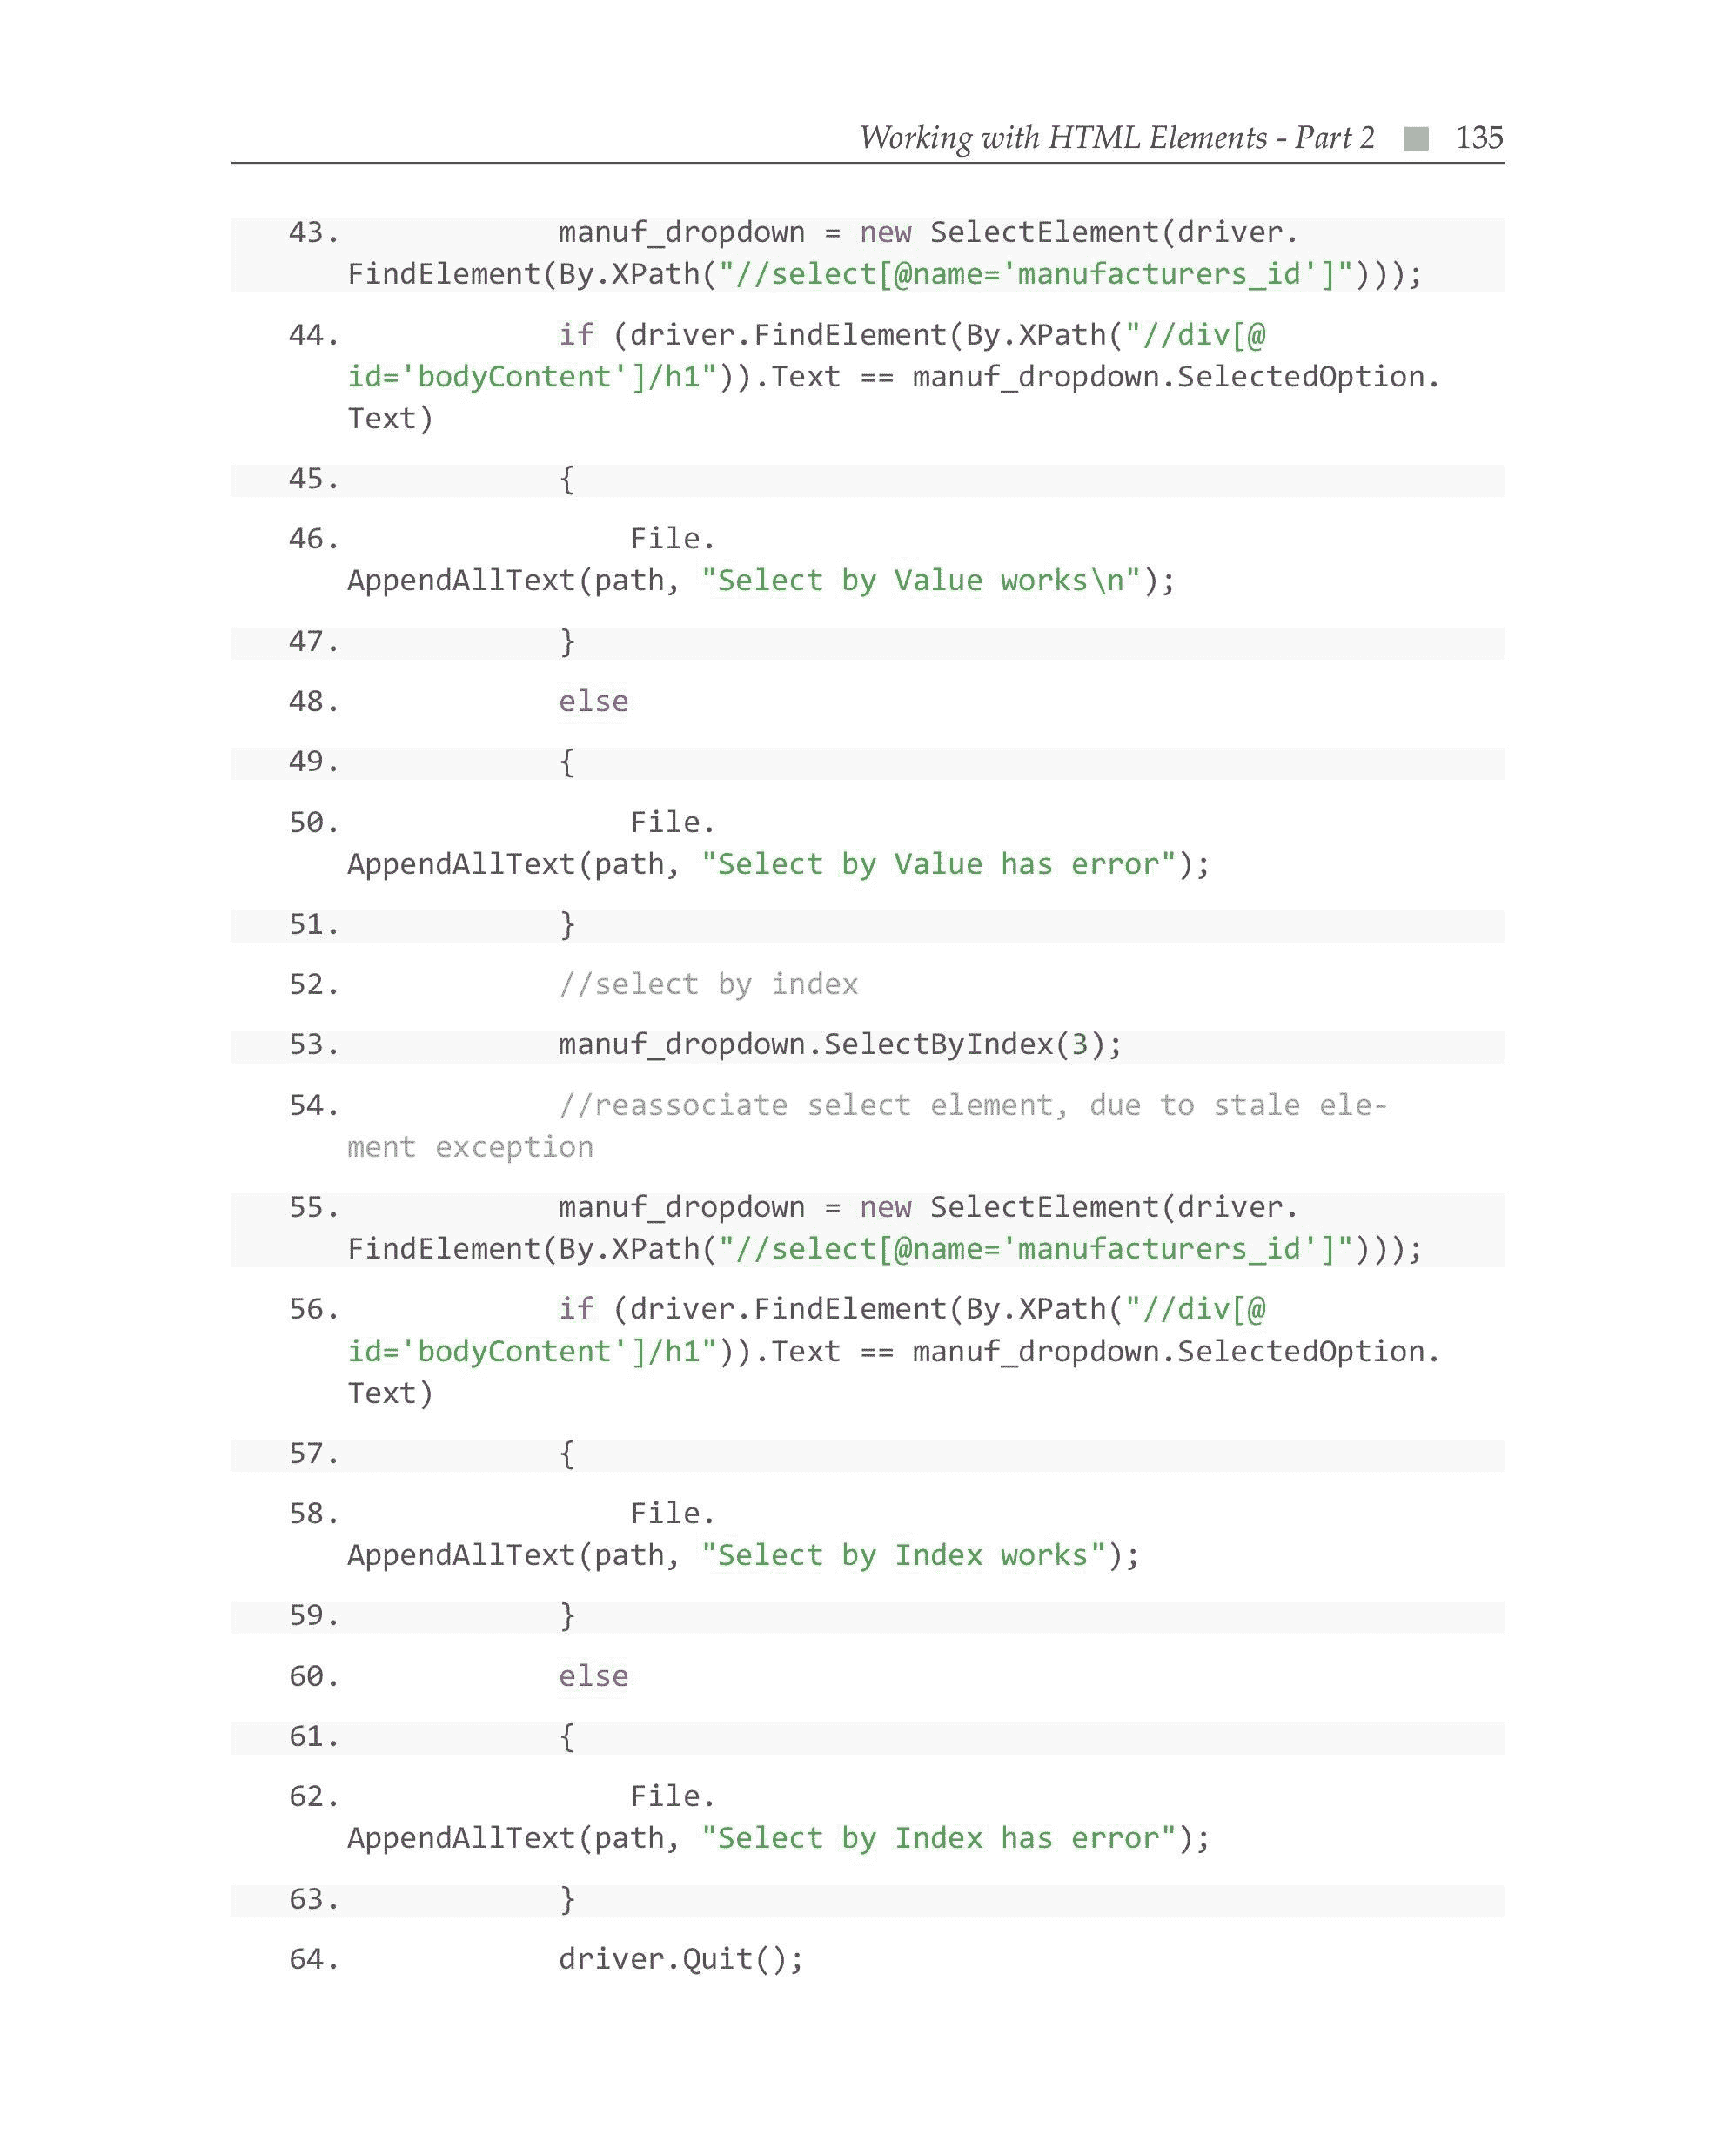 Working with HTML Elements - Part 2 135
43. manuf_dropdown = new SelectElement(driver.
FindElement(By.XPath("//select[@name='manufacturers_id']")));
44. if (driver.FindElement(By.XPath("//div[@
id='bodyContent']/h1")).Text == manuf_dropdown.SelectedOption.
Text)
45. {
46. File.
AppendAllText(path, "Select by Value works\n");
47. }
48. else
49. {
50. File.
AppendAllText(path, "Select by Value has error");
51. }
52. //select by index
53. manuf_dropdown.SelectByIndex(3);
54. //reassociate select element, due to stale ele-
ment exception
55. manuf_dropdown = new SelectElement(driver.
FindElement(By.XPath("//select[@name='manufacturers_id']")));
56. if (driver.FindElement(By.XPath("//div[@
id='bodyContent']/h1")).Text == manuf_dropdown.SelectedOption.
Text)
57. {
58. File.
AppendAllText(path, "Select by Index works");
59. }
60. else
61. {
62. File.
AppendAllText(path, "Select by Index has error");
63. }
64. driver.Quit();